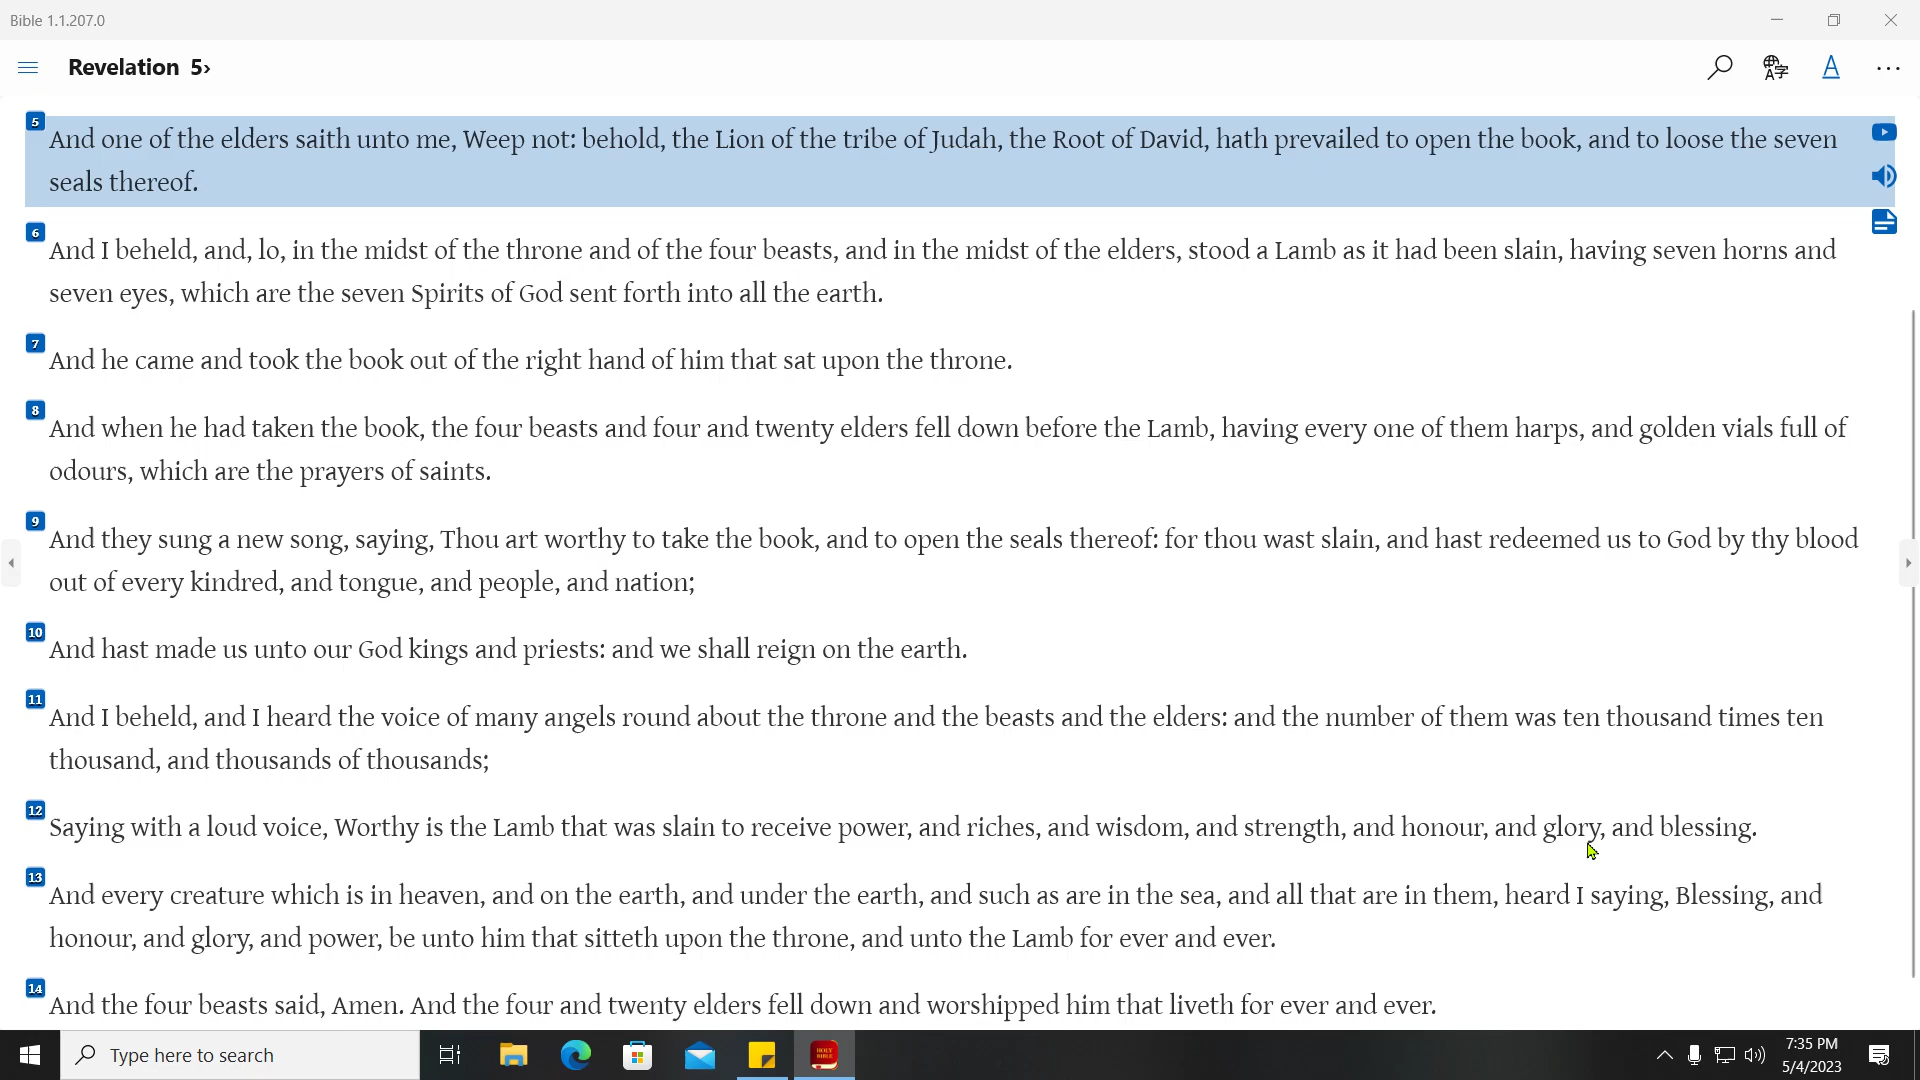 Bible 1.1.207.0
Revelation 5›
5 And one of the elders saith unto me, Weep not: behold, the Lion of the tribe of Judah, the Root of David, hath prevailed to open the book, and to loose the seven
seals thereof.
6 And I beheld, and, lo, in the midst of the throne and of the four beasts, and in the midst of the elders, stood a Lamb as it had been slain, having seven horns and
seven eyes, which are the seven Spirits of God sent forth into all the earth.
7 And he came and took the book out of the right hand of him that sat upon the throne.
8 And when he had taken the book, the four beasts and four and twenty elders fell down before the Lamb, having every one of them harps, and golden vials full of
odours, which are the prayers of saints.
9 And they sung a new song, saying, Thou art worthy to take the book, and to open the seals thereof: for thou wast slain, and hast redeemed us to God by thy blood
out of every kindred, and tongue, and people, and nation;
10 And hast made us unto our God kings and priests: and we shall reign on the earth.
11 And I beheld, and I heard the voice of many angels round about the throne and the beasts and the elders: and the number of them was ten thousand times ten
thousand, and thousands of thousands;
12 Saying with a loud voice, Worthy is the Lamb that was slain to receive power, and riches, and wisdom, and strength, and honour, and glory, and blessing.
13 And every creature which is in heaven, and on the earth, and under the earth, and such as are in the sea, and all that are in them, heard I saying, Blessing, and
honour, and glory, and power, be unto him that sitteth upon the throne, and unto the Lamb for ever and ever.
14 And the four beasts said, Amen. And the four and twenty elders fell down and worshipped him that liveth for ever and ever.
Type here to search
HOLY
BIBLE
7:35 PM
5/4/2023